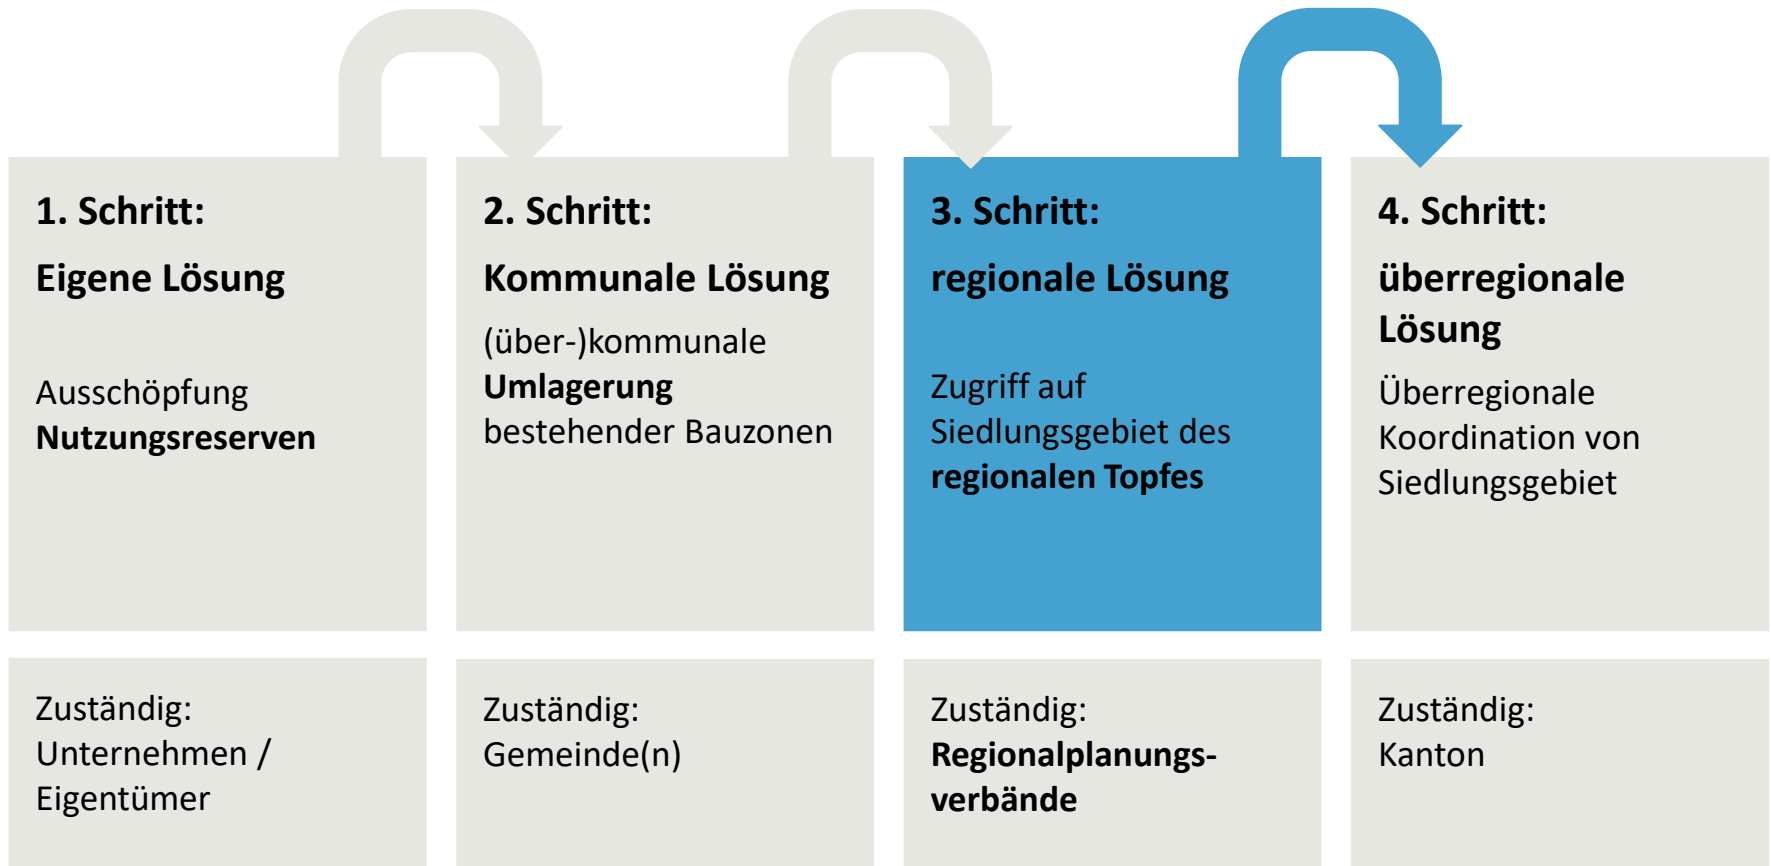 1. Schritt:
Eigene Lösung
Ausschöpfung
Nutzungsreserven
2. Schritt:
Kommunale Lösung
(über-)kommunale
Umlagerung
bestehender Bauzonen
3. Schritt:
regionale Lösung
Zugriff auf
Siedlungsgebiet des
regionalen Topfes
4. Schritt:
überregionale
Lösung
Überregionale
Koordination von
Siedlungsgebiet
Zuständig:
Unternehmen /
Eigentümer
Zuständig:
Gemeinde(n)
Zuständig:
Regionalplanungs-
verbände
Zuständig:
Kanton